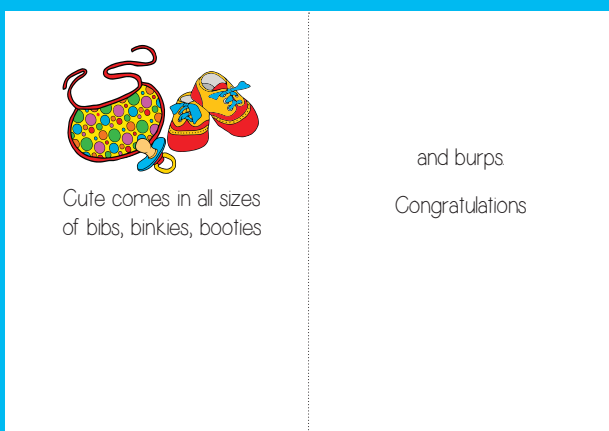 Cute comes in all sizes
of bibs, binkies, booties
and burps.
Congratulations